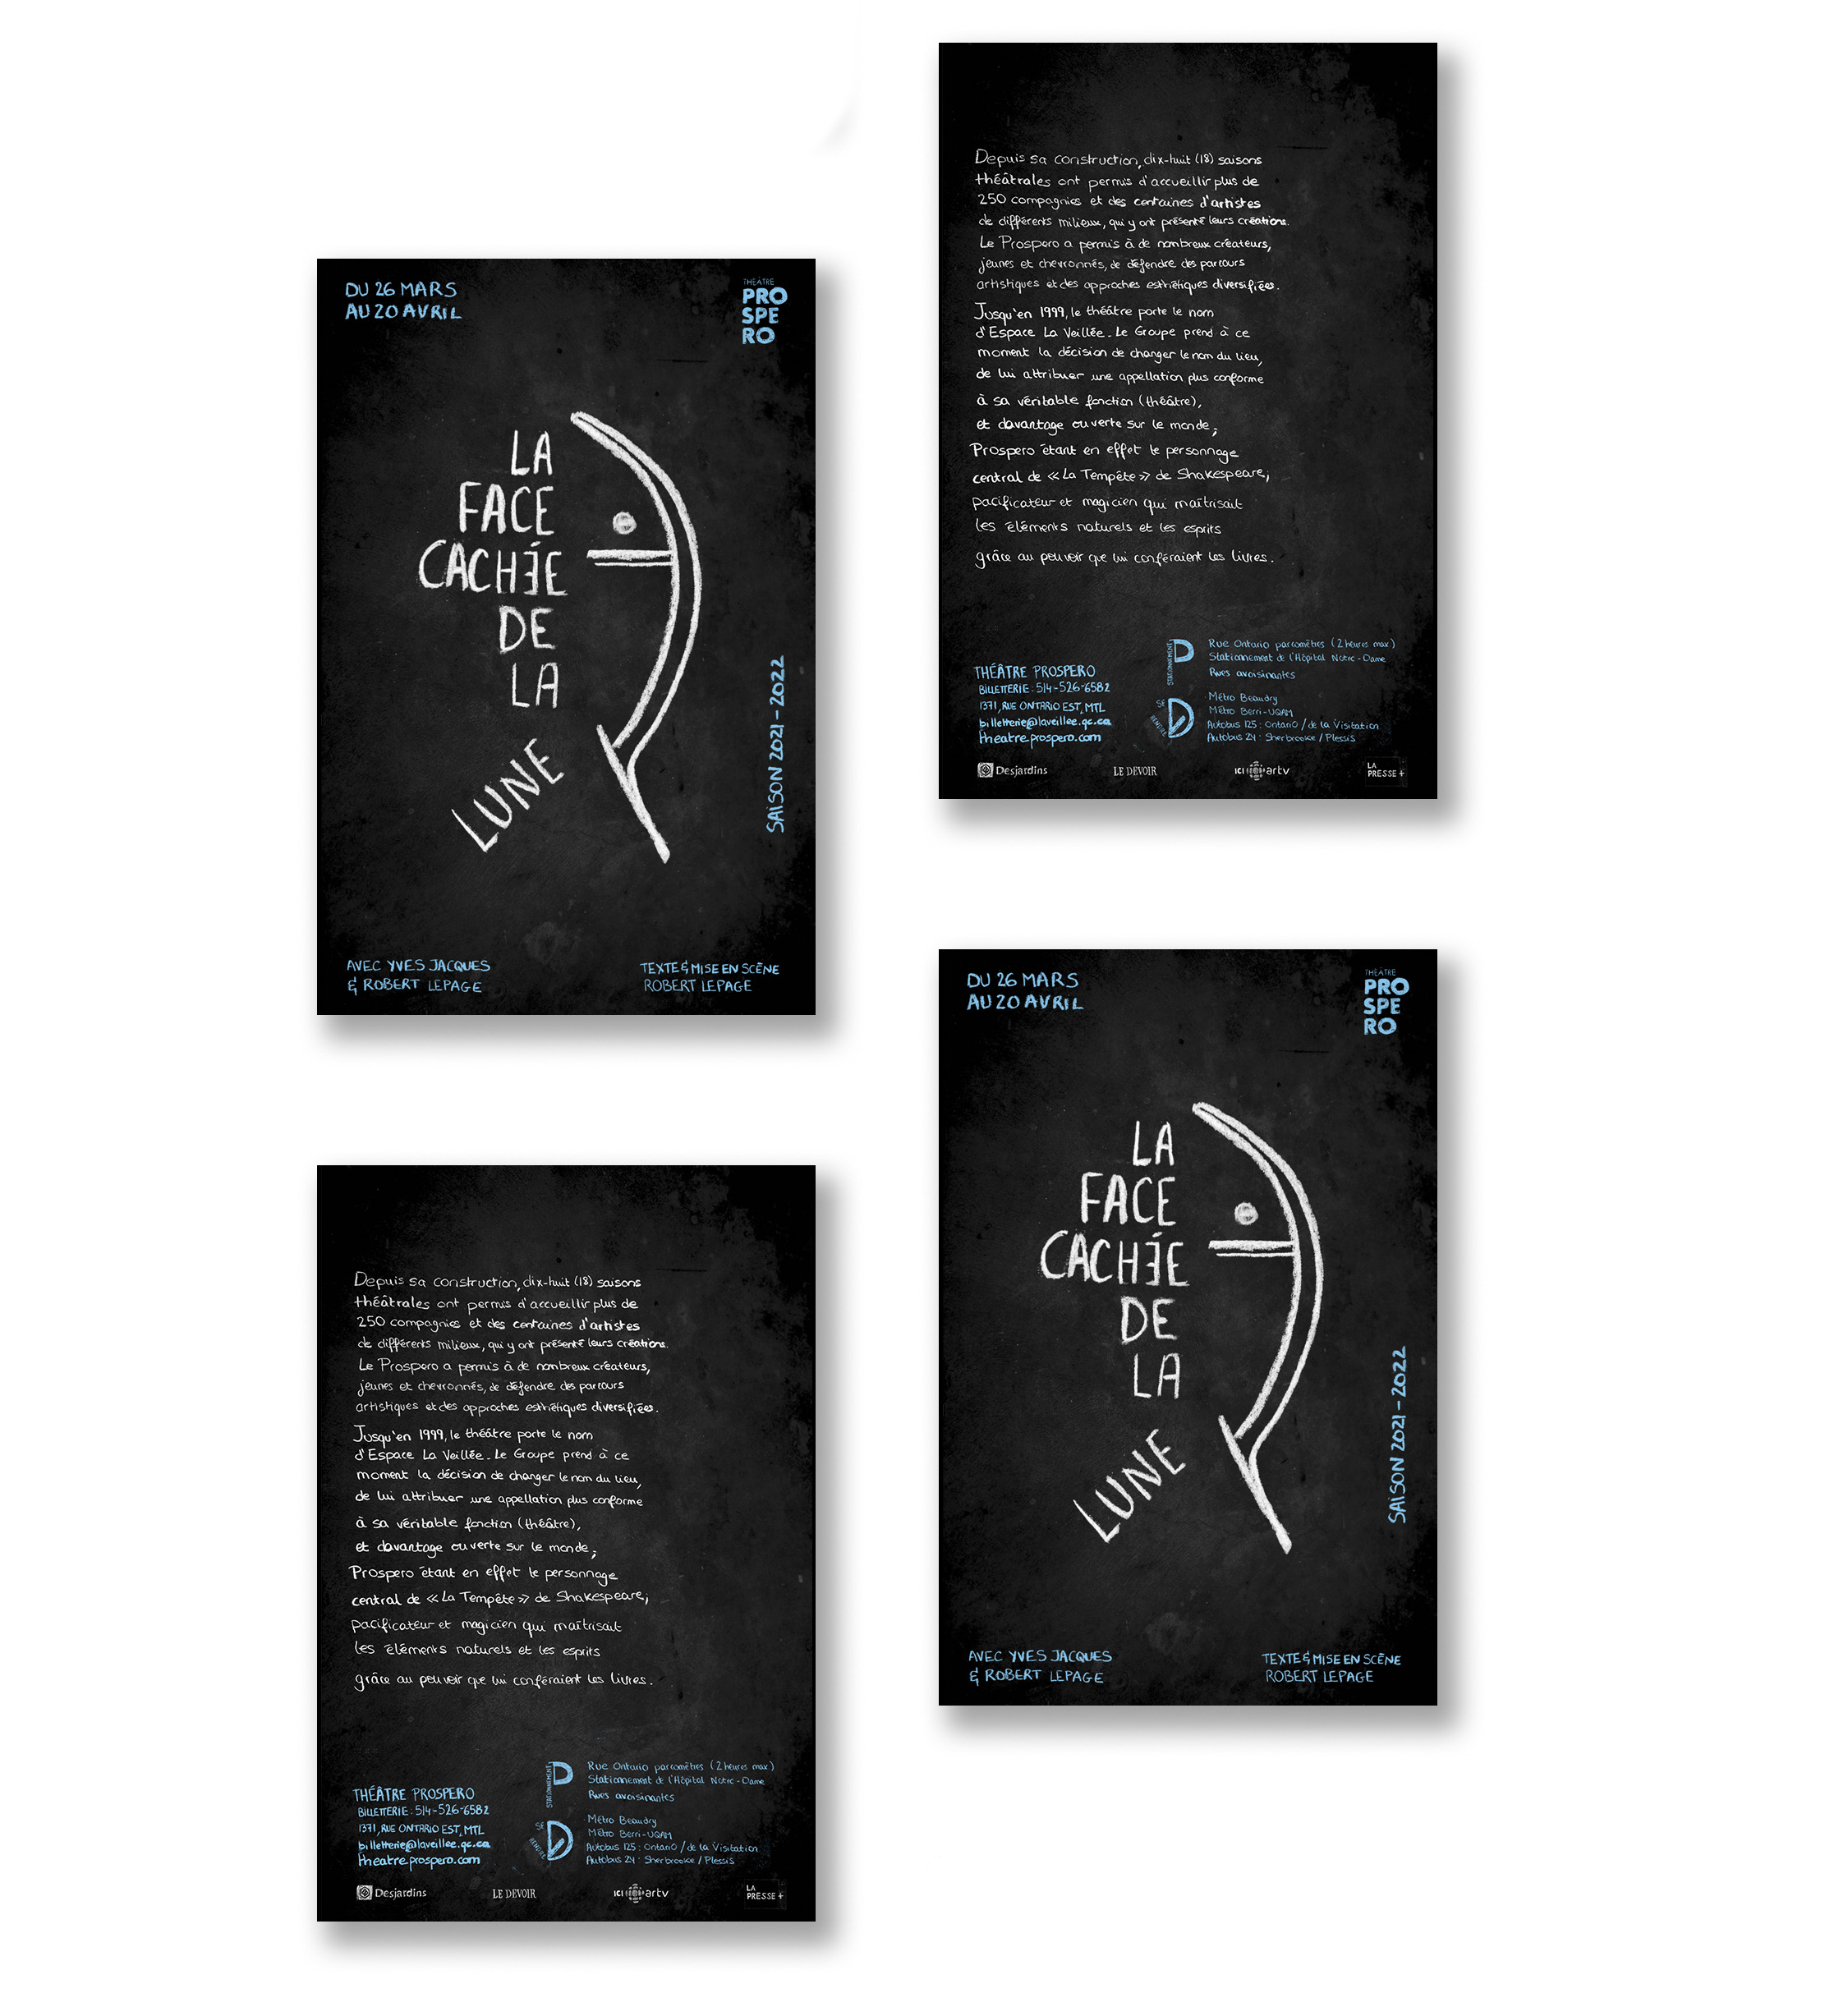 DU 26 MARS
AU 20 AVRIL
THÉÂTRE
PRO
SPE
RO
LA
FACE
CACHÉE
DE
LA
LUNE
SAISON 2021-2022
AVEC YVES JACQUES
& ROBERT LEPAGE
TEXTE & MISE EN SCÈNE
ROBERT LEPAGE
Depuis sa construction, dix-huit (18) saisons
théâtrales ont permis d'accueillir plus de
250 compagnies et des centaines d'artistes
de différents milieux, qui y ont présenté leurs créations.
Le Prospero a permis à de nombreux créateurs,
jeunes et chevronnés, de défendre des parcours
artistiques et des approches esthétiques diversifiées.
Jusqu'en 1999, le théâtre porte le nom
d'Espace La Veillée. Le Groupe prend à ce
moment la décision de changer le nom du lieu,
de lui attribuer une appellation plus conforme
à sa véritable fonction (théâtre),
et davantage ouverte sur le monde;
Prospero étant en effet le personnage
central de «La Tempête» de Shakespeare;
pacificateur et magicien qui maîtrisait
les éléments naturels et les esprits
grâce au pouvoir que lui conféraient les livres.
THÉÂTRE PROSPERO
BILLETTERIE : 514-526-6582
1371, RUE ONTARIO EST, MTL
billetterie@laveillee.qc.ca
theatreprospero.com
STATIONNEMENT
P
Rue Ontario parcomètres (2 heures max)
Stationnement de l'Hôpital Notre-Dame
Rues avoisinantes
SE
RENDRE
Métro Beaudry
Métro Berri-UQAM
Autobus 125 : Ontario / de la Visitation
Autobus 24 : Sherbrooke / Plessis
Desjardins
LE DEVOIR
ICI artv
LA
PRESSE +
Depuis sa construction, dix-huit (18) saisons
théâtrales ont permis d'accueillir plus de
250 compagnies et des centaines d'artistes
de différents milieux, qui y ont présenté leurs créations.
Le Prospero a permis à de nombreux créateurs,
jeunes et chevronnés, de défendre des parcours
artistiques et des approches esthétiques diversifiées.
Jusqu'en 1999, le théâtre porte le nom
d'Espace La Veillée. Le Groupe prend à ce
moment la décision de changer le nom du lieu,
de lui attribuer une appellation plus conforme
à sa véritable fonction (théâtre),
et davantage ouverte sur le monde;
Prospero étant en effet le personnage
central de «La Tempête» de Shakespeare;
pacificateur et magicien qui maîtrisait
les éléments naturels et les esprits
grâce au pouvoir que lui conféraient les livres.
THÉÂTRE PROSPERO
BILLETTERIE : 514-526-6582
1371, RUE ONTARIO EST, MTL
billetterie@laveillee.qc.ca
theatreprospero.com
STATIONNEMENT
P
Rue Ontario parcomètres (2 heures max)
Stationnement de l'Hôpital Notre-Dame
Rues avoisinantes
SE
RENDRE
Métro Beaudry
Métro Berri-UQAM
Autobus 125 : Ontario / de la Visitation
Autobus 24 : Sherbrooke / Plessis
Desjardins
LE DEVOIR
ICI artv
LA
PRESSE +
DU 26 MARS
AU 20 AVRIL
THÉÂTRE
PRO
SPE
RO
LA
FACE
CACHÉE
DE
LA
LUNE
SAISON 2021-2022
AVEC YVES JACQUES
& ROBERT LEPAGE
TEXTE & MISE EN SCÈNE
ROBERT LEPAGE